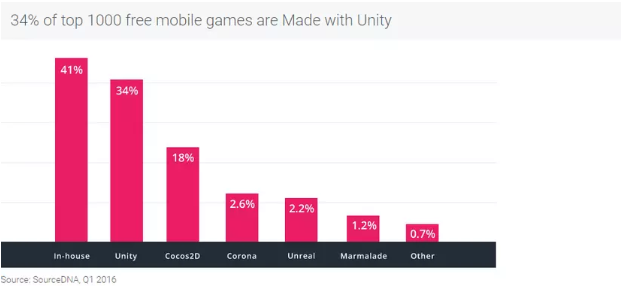 34% of top 1000 free mobile games are Made with Unity
41%
34%
18%
2.6%
2.2%
1.2%
0.7%
In-house Unity Cocos2D Corona Unreal Marmalade Other
Source: SourceDNA, Q1 2016